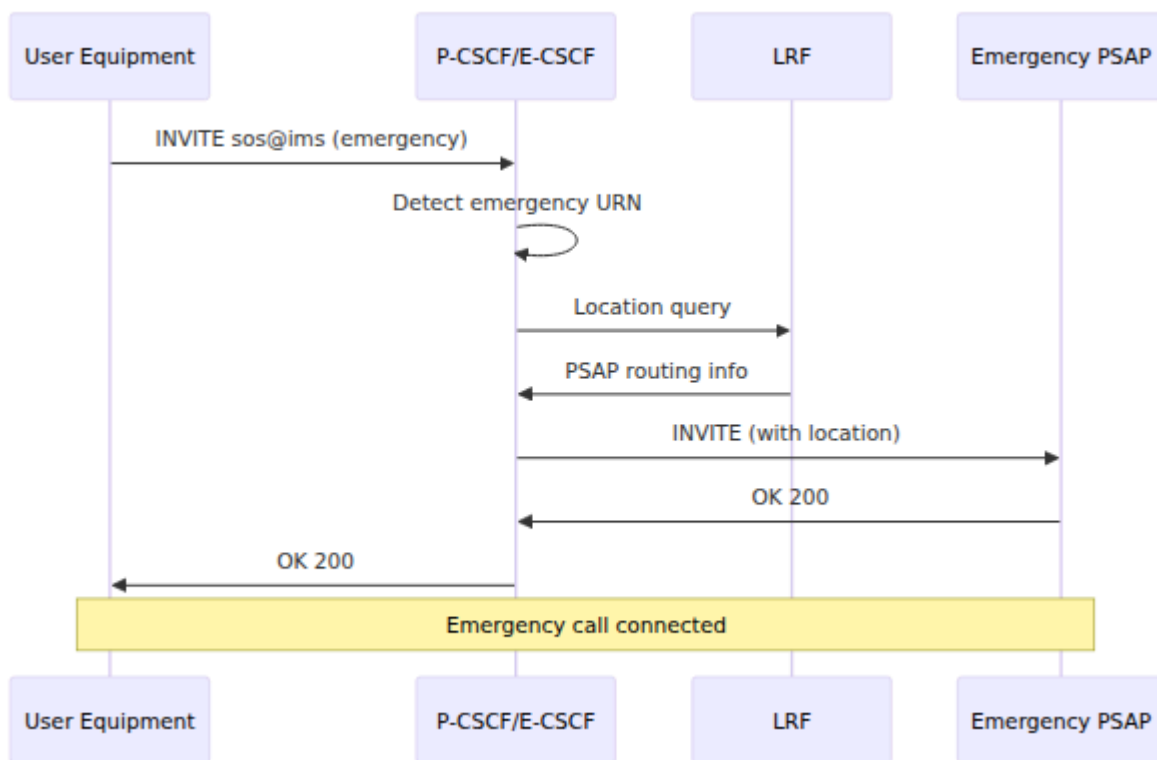 User Equipment
P-CSCF/E-CSCF
LRF
Emergency PSAP
INVITE sos@ims (emergency)
Detect emergency URN
Location query
PSAP routing info
INVITE (with location)
OK 200
OK 200
Emergency call connected
User Equipment
P-CSCF/E-CSCF
LRF
Emergency PSAP